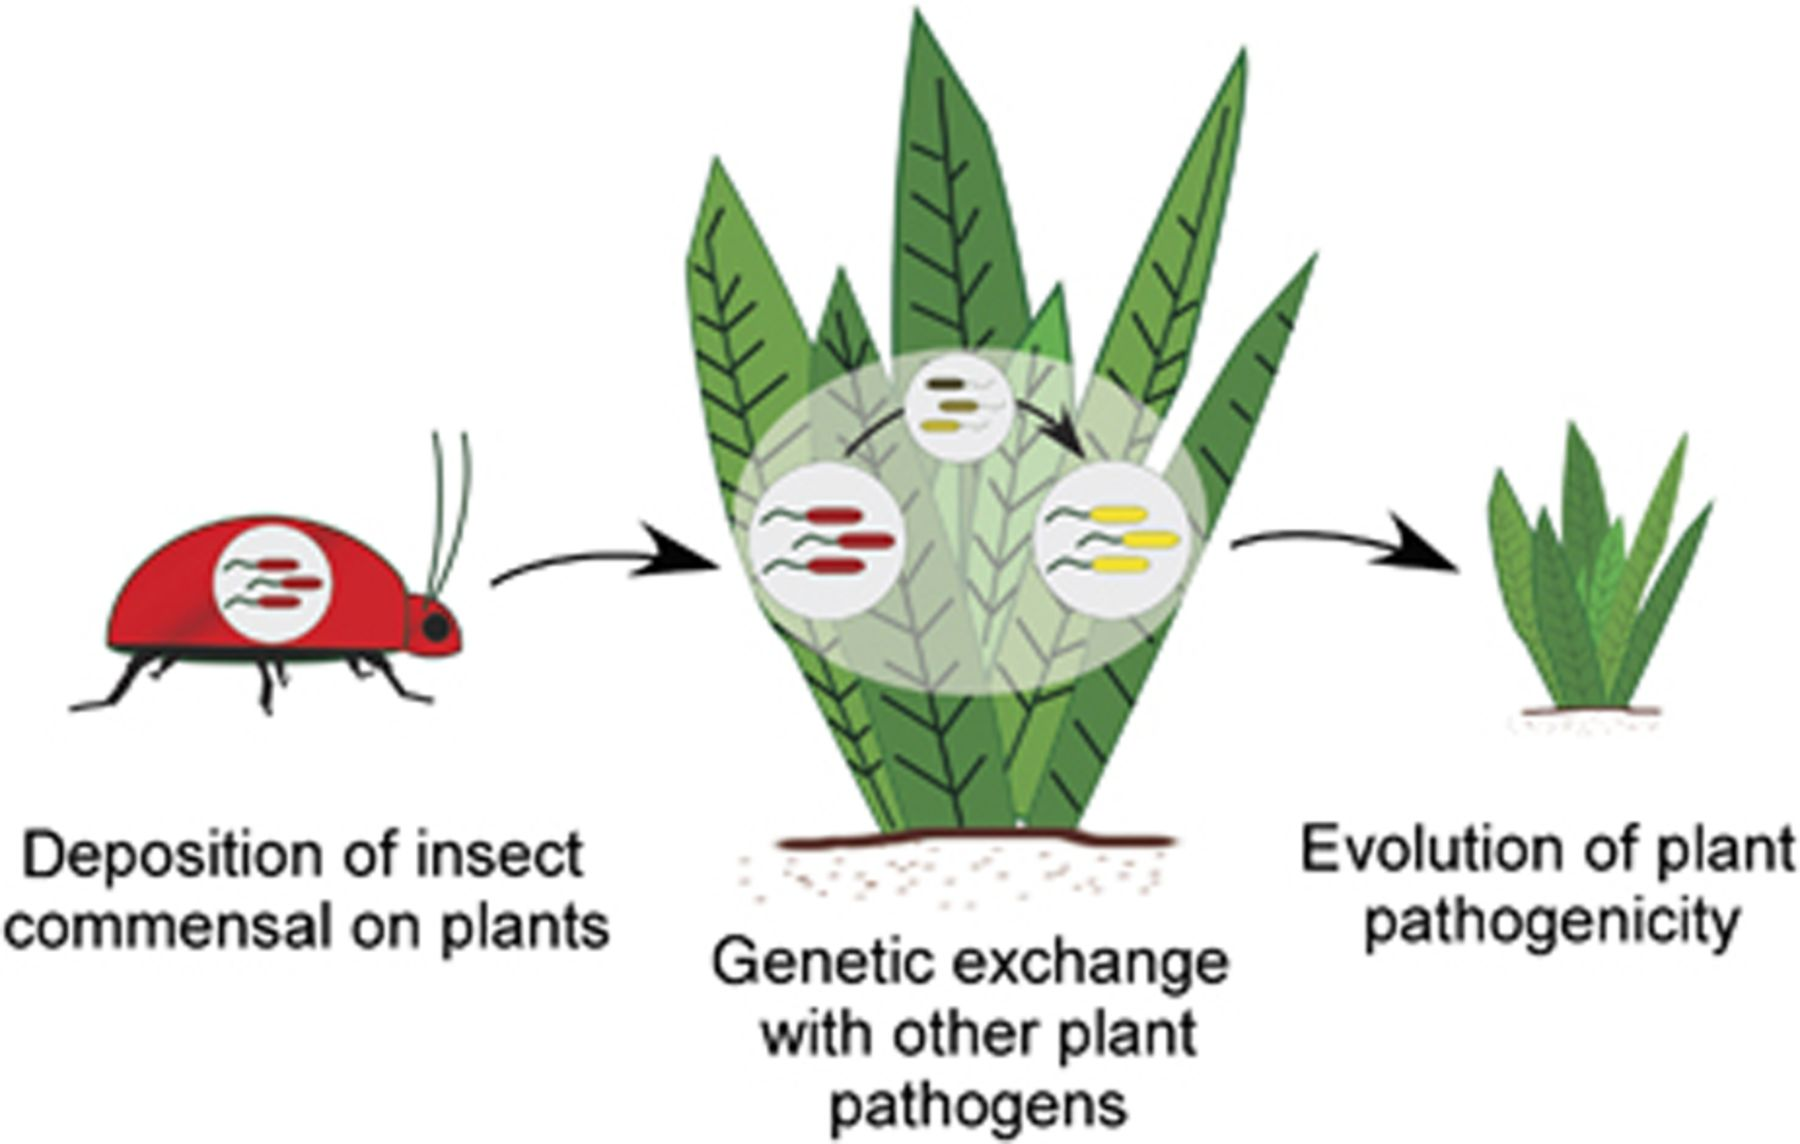 Deposition of insect
commensal on plants
Genetic exchange
with other plant
pathogens
Evolution of plant
pathogenicity